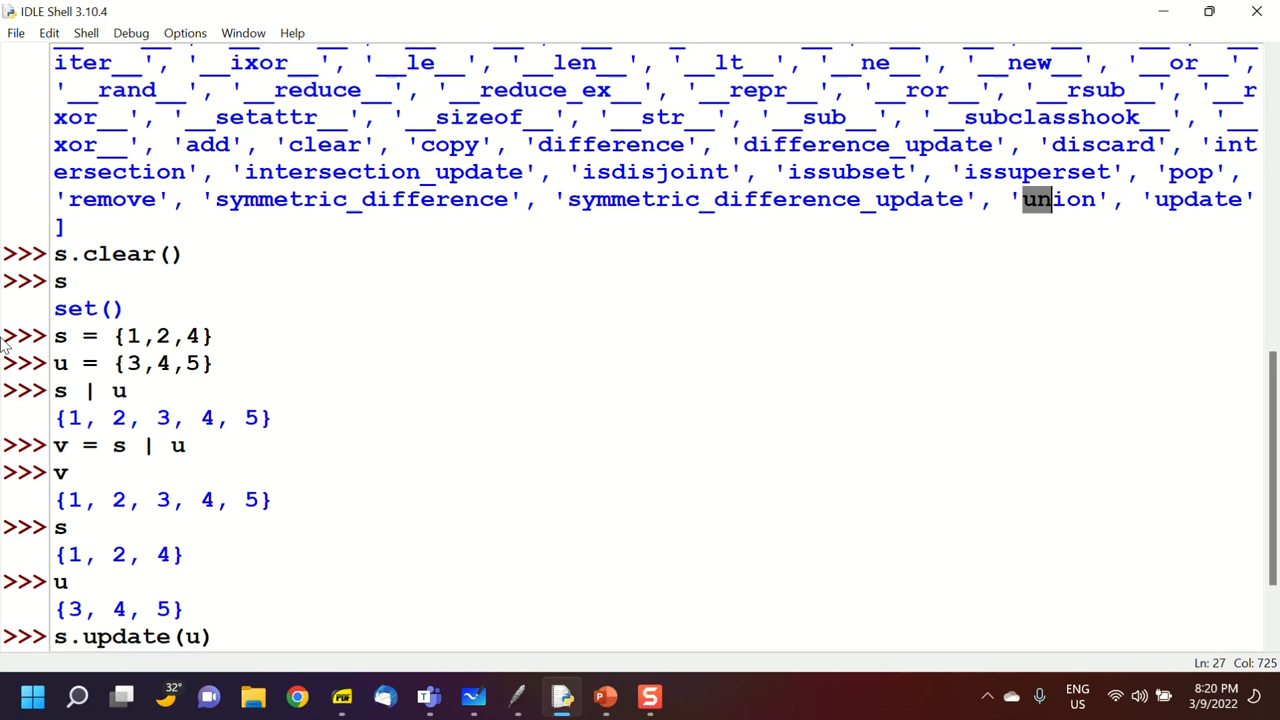 IDLE Shell 3.10.4
File Edit Shell Debug Options Window Help
iter__', '__ixor__', '__le__', '__len__', '__lt__', '__ne__', '__new__', '__or__',
'__rand__', '__reduce__', '__reduce_ex__', '__repr__', '__ror__', '__rsub__', '__r
xor__', '__setattr__', '__sizeof__', '__str__', '__sub__', '__subclasshook__', '__
xor__', 'add', 'clear', 'copy', 'difference', 'difference_update', 'discard', 'int
ersection', 'intersection_update', 'isdisjoint', 'issubset', 'issuperset', 'pop',
'remove', 'symmetric_difference', 'symmetric_difference_update', 'union', 'update'
]
>>> s.clear()
>>> s
set()
>>> s = {1,2,4}
>>> u = {3,4,5}
>>> s | u
{1, 2, 3, 4, 5}
>>> v = s | u
>>> v
{1, 2, 3, 4, 5}
>>> s
{1, 2, 4}
>>> u
{3, 4, 5}
>>> s.update(u)
Ln: 27 Col: 725
32°
PDF
ENG
US
8:20 PM
3/9/2022